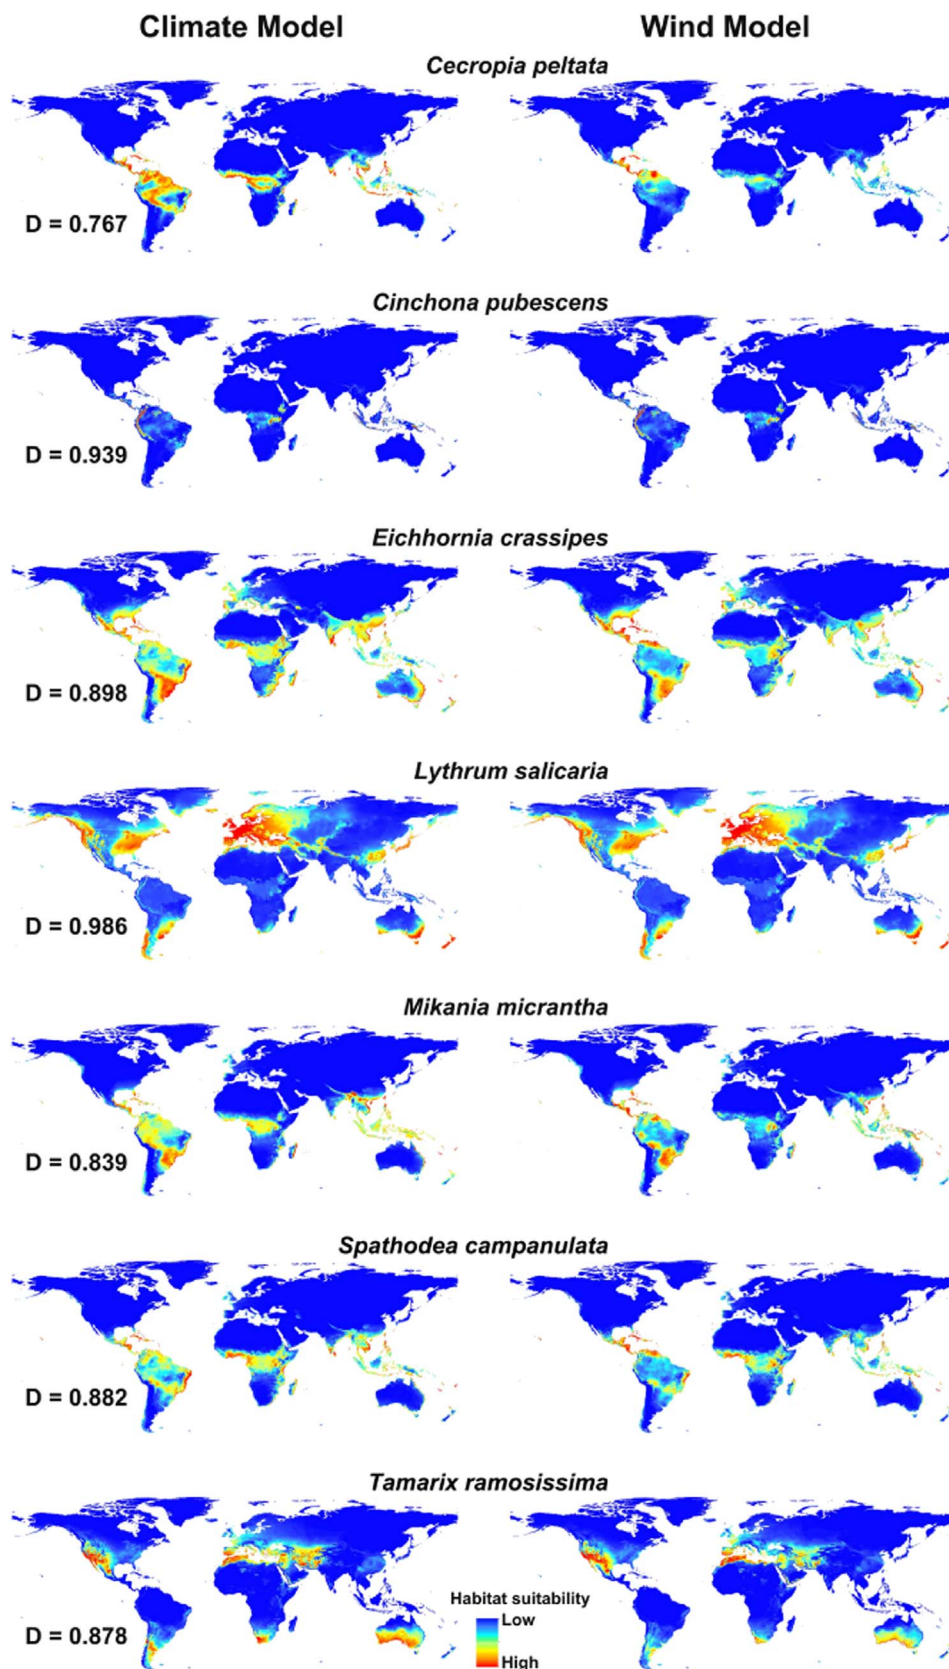 Climate Model
Wind Model
Cecropia peltata
D = 0.767
Cinchona pubescens
D = 0.939
Eichhornia crassipes
D = 0.898
Lythrum salicaria
D = 0.986
Mikania micrantha
D = 0.839
Spathodea campanulata
D = 0.882
Tamarix ramosissima
D = 0.878
Habitat suitability
Low
High